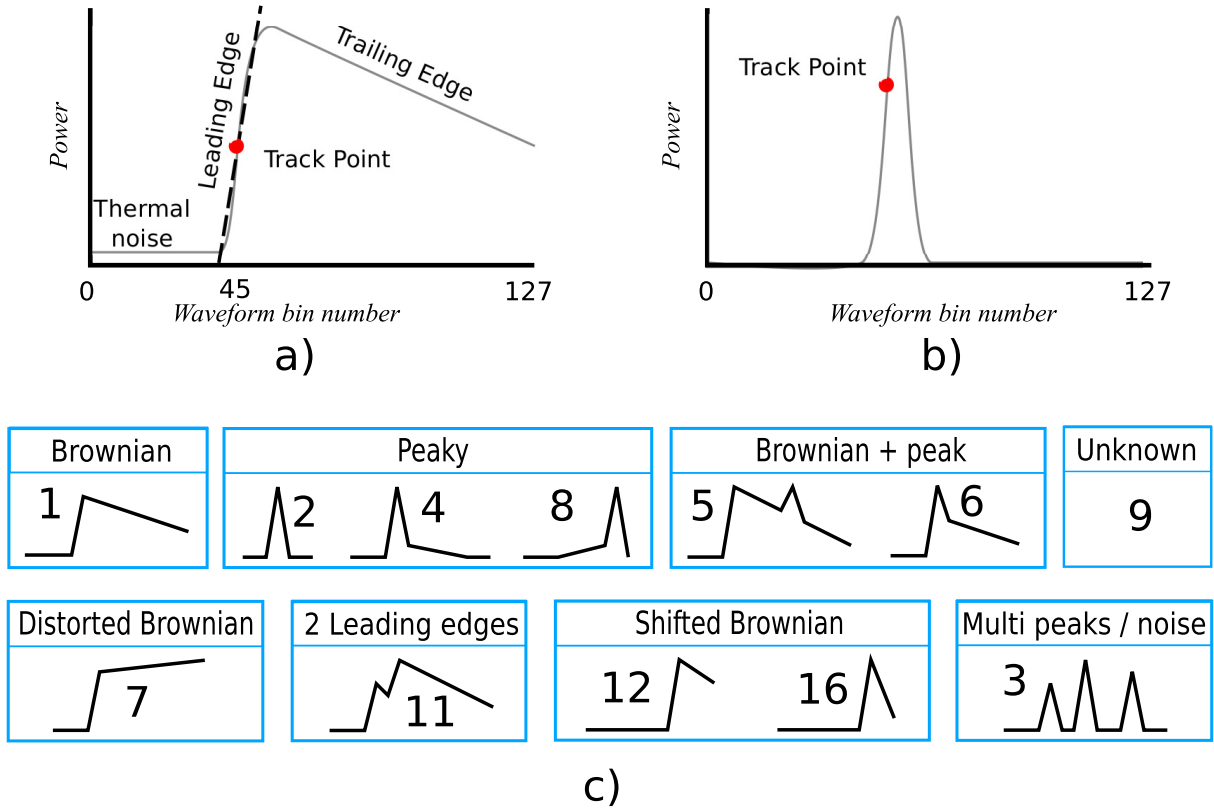 Power
Leading Edge
Trailing Edge
Track Point
Thermal
noise
0
45
127
Waveform bin number
a)
Power
Track Point
0
127
Waveform bin number
b)
Brownian
1
Peaky
2
4
8
Brownian + peak
5
6
Unknown
9
Distorted Brownian
7
2 Leading edges
11
Shifted Brownian
12
16
Multi peaks / noise
3
c)